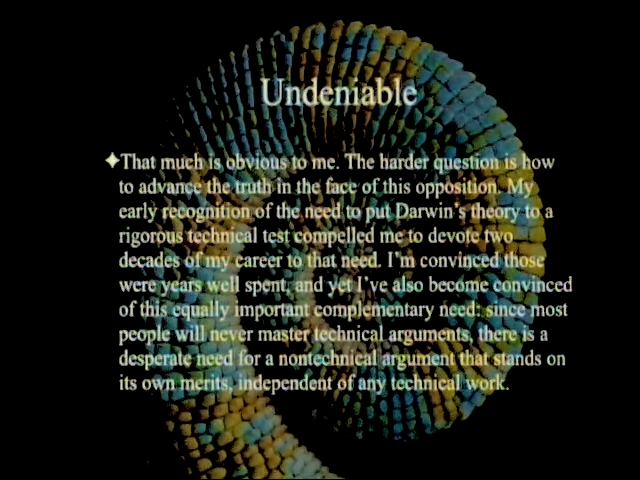 Undeniable
✦That much is obvious to me. The harder question is how
to advance the truth in the face of this opposition. My
early recognition of the need to put Darwin's theory to a
rigorous technical test compelled me to devote two
decades of my career to that need. I'm convinced those
were years well spent, and yet I've also become convinced
of this equally important complementary need: since most
people will never master technical arguments, there is a
desperate need for a nontechnical argument that stands on
its own merits, independent of any technical work.